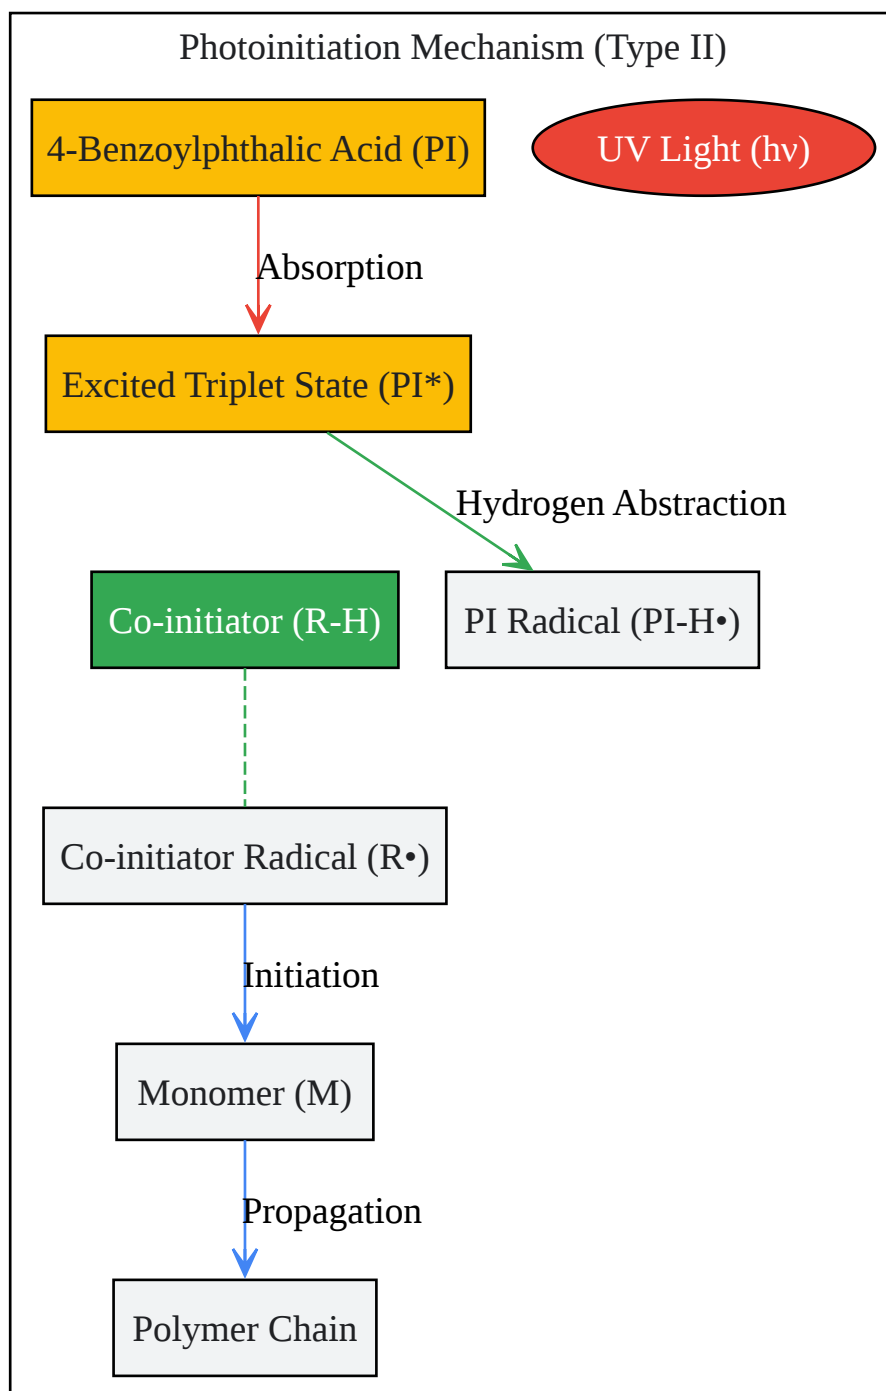 Photoinitiation Mechanism (Type II)
4-Benzoylphthalic Acid (PI)
UV Light (hν)
Absorption
Excited Triplet State (PI*)
Hydrogen Abstraction
Co-initiator (R-H)
PI Radical (PI-H•)
Co-initiator Radical (R•)
Initiation
Monomer (M)
Propagation
Polymer Chain